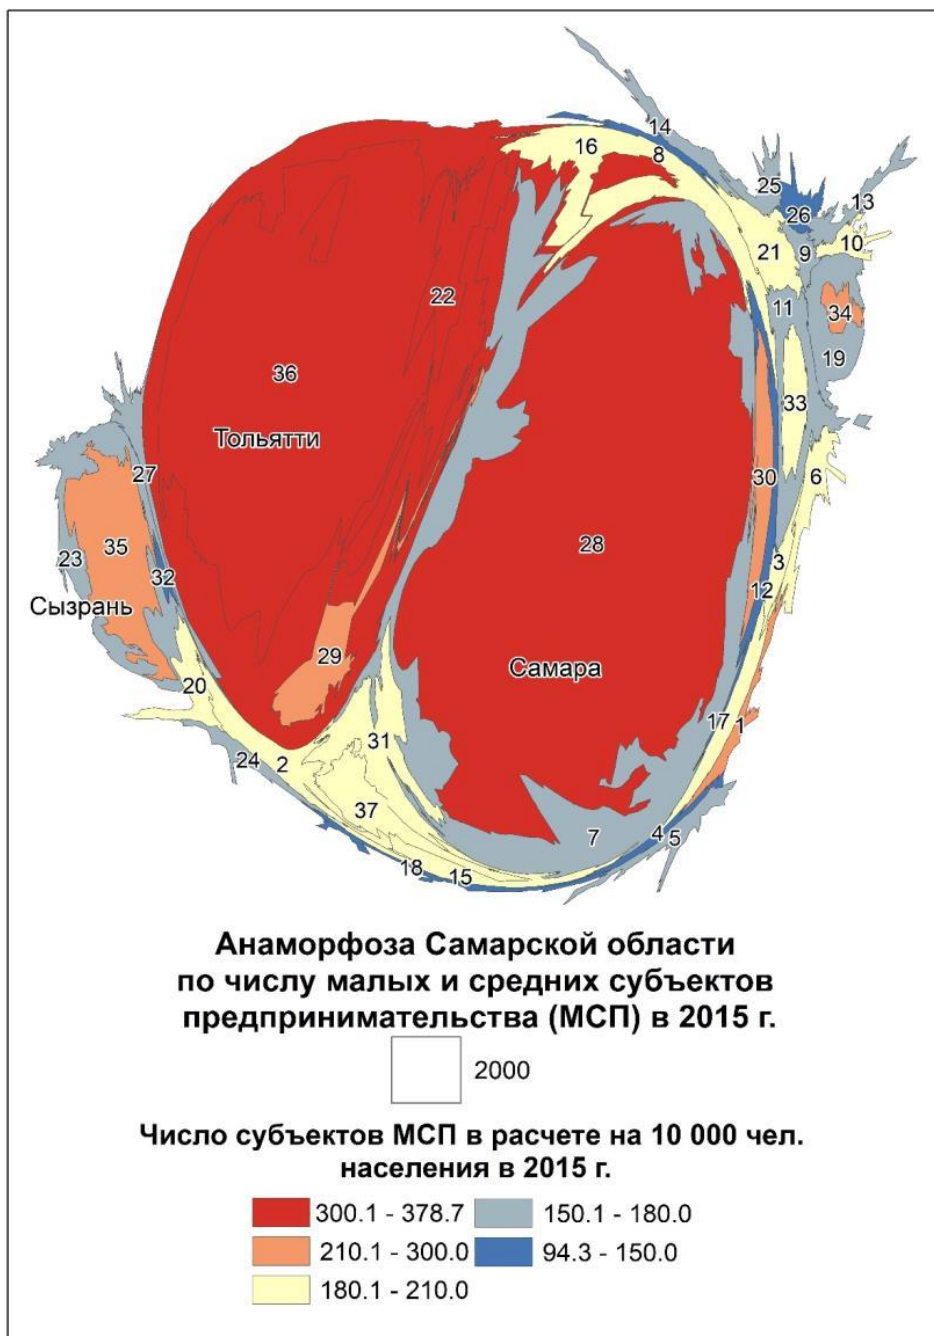 14
16
8
25
13
26
10
21
9
22
11
34
36
19
33
Тольятти
27
6
30
35
28
23
3
32
12
Сызрань
29
Самара
20
17
1
31
24
2
37
7
4
5
18
15
Анаморфоза Самарской области
по числу малых и средних субъектов
предпринимательства (МСП) в 2015 г.
2000
Число субъектов МСП в расчете на 10 000 чел.
населения в 2015 г.
300.1 - 378.7
150.1 - 180.0
210.1 - 300.0
94.3 - 150.0
180.1 - 210.0